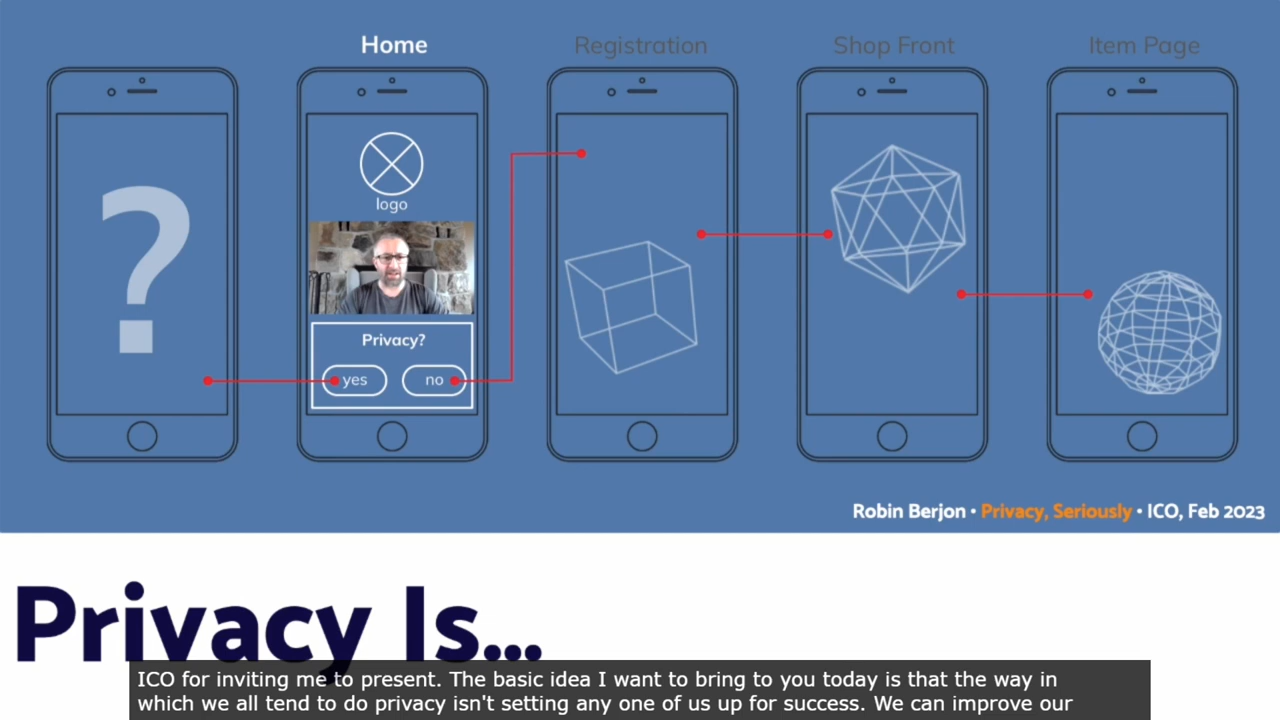 Home
Registration
Shop Front
Item Page
?
logo
Privacy?
yes
no
Robin Berjon • Privacy, Seriously • ICO, Feb 2023
Privacy Is...
ICO for inviting me to present. The basic idea I want to bring to you today is that the way in
which we all tend to do privacy isn't setting any one of us up for success. We can improve our